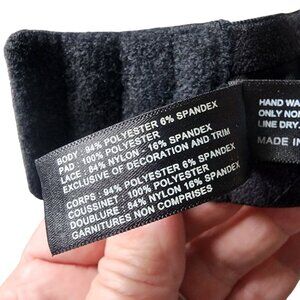 BODY : 94% POLYESTER 6% SPANDEX
PAD : 100% POLYESTER
LACE : 84% NYLON - 16% SPANDEX
EXCLUSIVE OF DECORATION AND TRIM
CORPS : 94% POLYESTER 6% SPANDEX
COUSSINET : 100% POLYESTER
DOUBLURE : 84% NYLON 16% SPANDEX
GARNITURES NON COMPRISES
HAND WA
ONLY NON
LINE DRY.
MADE IN